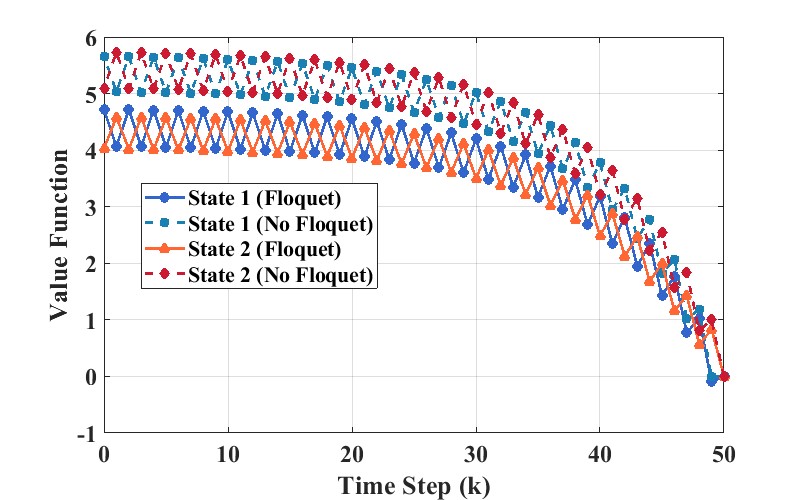 6
5
4
3
2
1
0
-1
Value Function
State 1 (Floquet)
State 1 (No Floquet)
State 2 (Floquet)
State 2 (No Floquet)
0 10 20 30 40 50
Time Step (k)